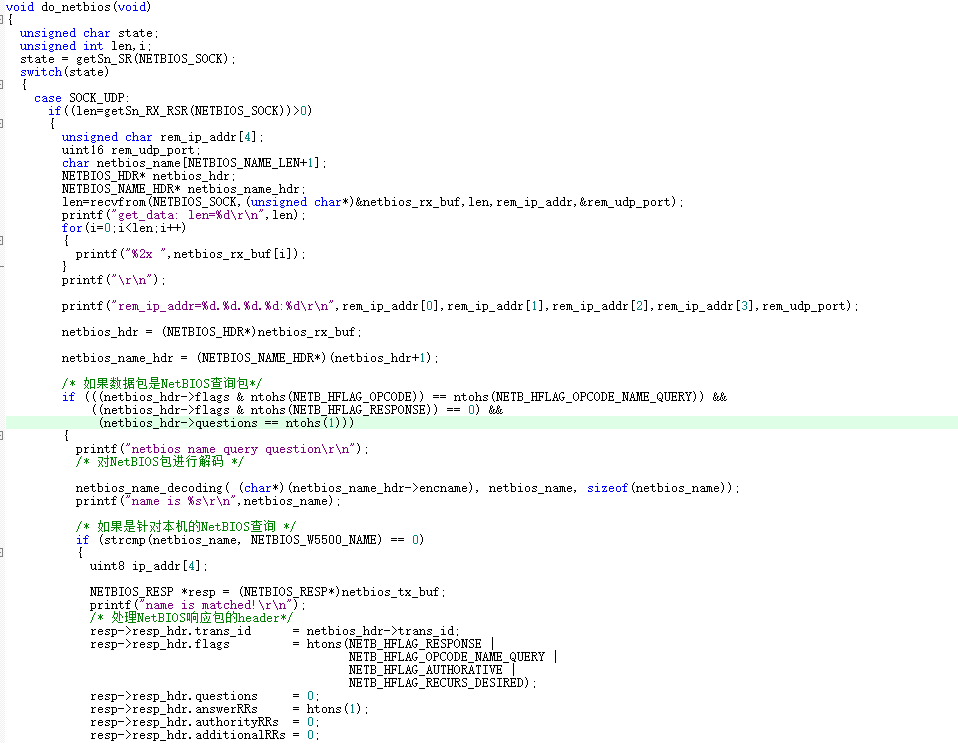 void do_netbios(void)
{
  unsigned char state;
  unsigned int len,i;
  state = getSn_SR(NETBIOS_SOCK);
  switch(state)
  {
    case SOCK_UDP:
      if((len=getSn_RX_RSR(NETBIOS_SOCK))>0)
      {
        unsigned char rem_ip_addr[4];
        uint16 rem_udp_port;
        char netbios_name[NETBIOS_NAME_LEN+1];
        NETBIOS_HDR* netbios_hdr;
        NETBIOS_NAME_HDR* netbios_name_hdr;
        len=recvfrom(NETBIOS_SOCK,(unsigned char*)&netbios_rx_buf,len,rem_ip_addr,&rem_udp_port);
        printf("get_data: len=%d\r\n",len);
        for(i=0;i<len;i++)
        {
          printf("%2x ",netbios_rx_buf[i]);
        }
        printf("\r\n");
        printf("rem_ip_addr=%d.%d.%d.%d:%d\r\n",rem_ip_addr[0],rem_ip_addr[1],rem_ip_addr[2],rem_ip_addr[3],rem_udp_port);
        netbios_hdr = (NETBIOS_HDR*)netbios_rx_buf;
        netbios_name_hdr = (NETBIOS_NAME_HDR*)(netbios_hdr+1);
        /* 如果数据包是NetBIOS查询包*/
        if (((netbios_hdr->flags & ntohs(NETB_HFLAG_OPCODE)) == ntohs(NETB_HFLAG_OPCODE_NAME_QUERY)) &&
            ((netbios_hdr->flags & ntohs(NETB_HFLAG_RESPONSE)) == 0) &&
             (netbios_hdr->questions == ntohs(1)))
        {
          printf("netbios name query question\r\n");
          /* 对NetBIOS包进行解码 */
          netbios_name_decoding( (char*)(netbios_name_hdr->encname), netbios_name, sizeof(netbios_name));
          printf("name is %s\r\n",netbios_name);
          /* 如果是针对本机的NetBIOS查询 */
          if (strcmp(netbios_name, NETBIOS_W5500_NAME) == 0)
          {
            uint8 ip_addr[4];
            NETBIOS_RESP *resp = (NETBIOS_RESP*)netbios_tx_buf;
            printf("name is matched!\r\n");
            /* 处理NetBIOS响应包的header*/
            resp->resp_hdr.trans_id      = netbios_hdr->trans_id;
            resp->resp_hdr.flags         = htons(NETB_HFLAG_RESPONSE |
                                                 NETB_HFLAG_OPCODE_NAME_QUERY |
                                                 NETB_HFLAG_AUTHORATIVE |
                                                 NETB_HFLAG_RECURS_DESIRED);
            resp->resp_hdr.questions     = 0;
            resp->resp_hdr.answerRRs     = htons(1);
            resp->resp_hdr.authorityRRs  = 0;
            resp->resp_hdr.additionalRRs = 0;